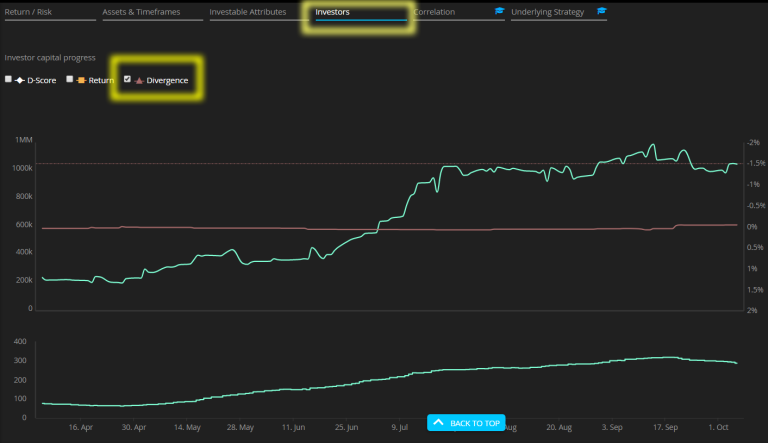 Return / Risk
Assets & Timeframes
Investable Attributes
Investors
Correlation
Underlying Strategy
Investor capital progress
D-Score
Return
Divergence
1MM
1000k
800k
600k
400k
200k
0
-2%
-1.5%
-1%
-0.5%
0%
0.5%
1%
1.5%
2%
400
300
200
100
0
16. Apr
30. Apr
14. May
28. May
11. Jun
25. Jun
9. Jul
Aug
20. Aug
3. Sep
17. Sep
1. Oct
BACK TO TOP